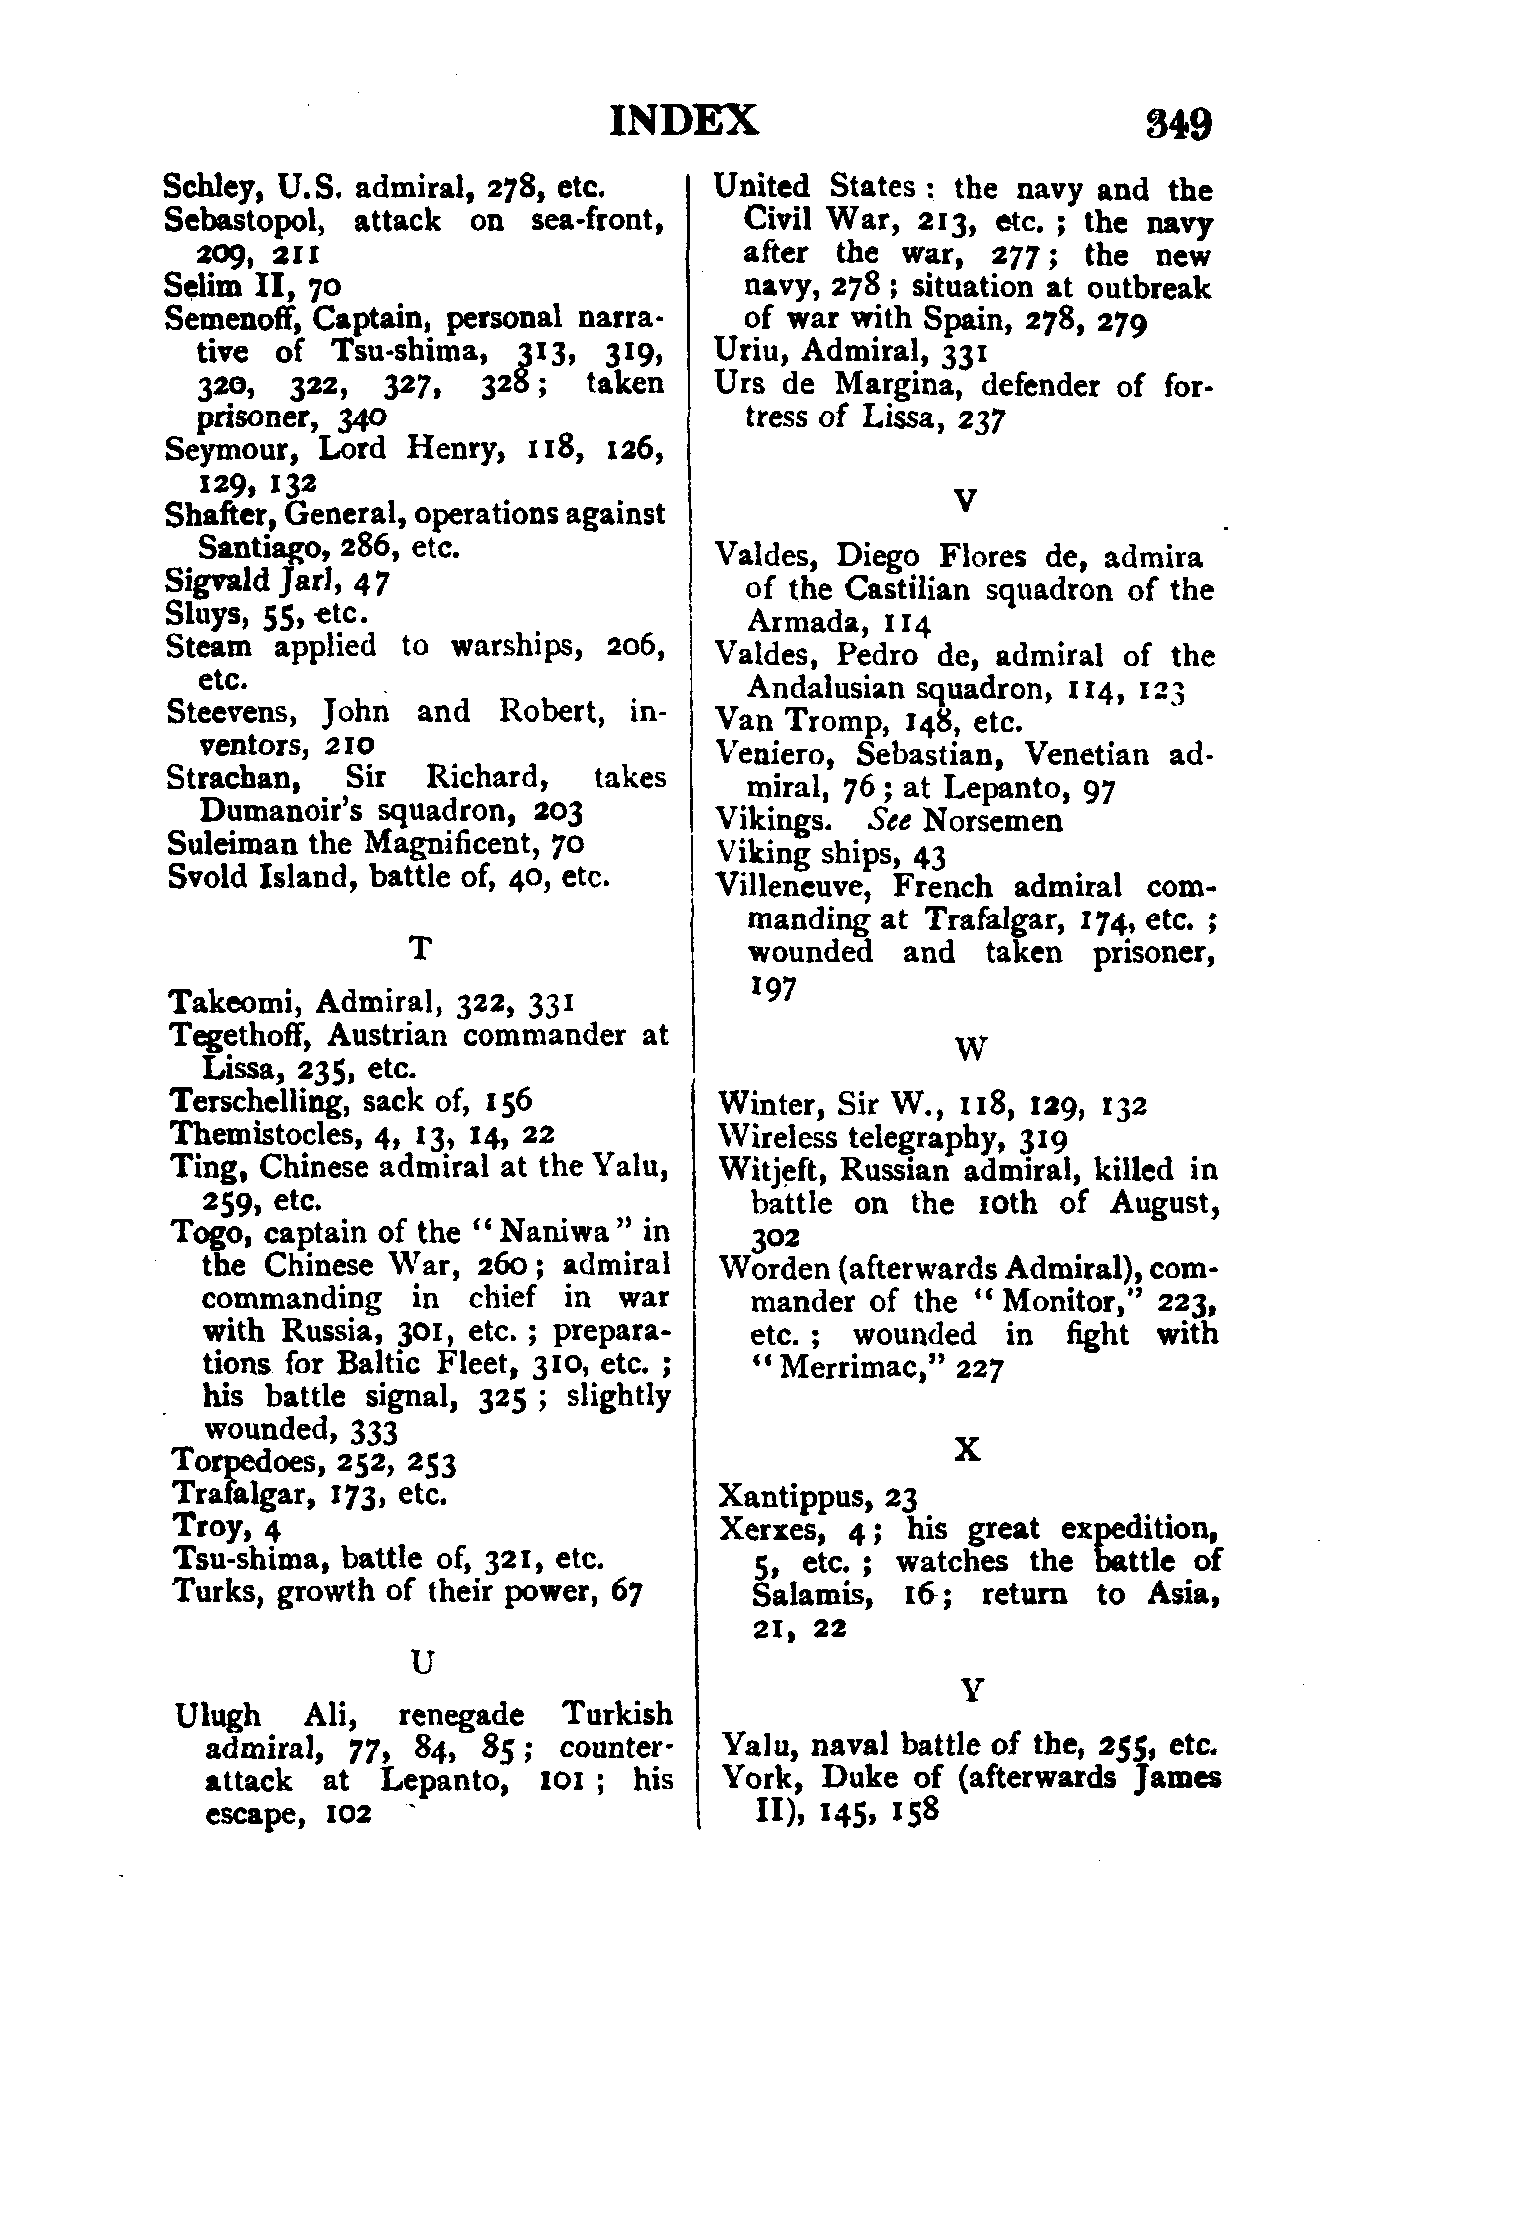 INDEX 349
Schley, U.S. admiral, 278, etc.
Sebastopol, attack on sea-front,
209, 211
Selim II, 70
Semenoff, Captain, personal narra-
tive of Tsu-shima, 313, 319,
320, 322, 327, 328; taken
prisoner, 340
Seymour, Lord Henry, 118, 126,
129, 132
Shafter, General, operations against
Santiago, 286, etc.
Sigvald Jarl, 47
Sluys, 55, etc.
Steam applied to warships, 206,
etc.
Steevens, John and Robert, in-
ventors, 210
Strachan, Sir Richard, takes
Dumanoir's squadron, 203
Suleiman the Magnificent, 70
Svold Island, battle of, 40, etc.
T
Takeomi, Admiral, 322, 331
Tegethoff, Austrian commander at
Lissa, 235, etc.
Terschelling, sack of, 156
Themistocles, 4, 13, 14, 22
Ting, Chinese admiral at the Yalu,
259, etc.
Togo, captain of the "Naniwa" in
the Chinese War, 260; admiral
commanding in chief in war
with Russia, 301, etc.; prepara-
tions for Baltic Fleet, 310, etc.;
his battle signal, 325; slightly
wounded, 333
Torpedoes, 252, 253
Trafalgar, 173, etc.
Troy, 4
Tsu-shima, battle of, 321, etc.
Turks, growth of their power, 67
U
Ulugh Ali, renegade Turkish
admiral, 77, 84, 85; counter-
attack at Lepanto, 101; his
escape, 102
United States: the navy and the
Civil War, 213, etc.; the navy
after the war, 277; the new
navy, 278; situation at outbreak
of war with Spain, 278, 279
Uriu, Admiral, 331
Urs de Margina, defender of for-
tress of Lissa, 237
V
Valdes, Diego Flores de, admira
of the Castilian squadron of the
Armada, 114
Valdes, Pedro de, admiral of the
Andalusian squadron, 114, 123
Van Tromp, 148, etc.
Veniero, Sebastian, Venetian ad-
miral, 76; at Lepanto, 97
Vikings. See Norsemen
Viking ships, 43
Villeneuve, French admiral com-
manding at Trafalgar, 174, etc.;
wounded and taken prisoner,
197
W
Winter, Sir W., 118, 129, 132
Wireless telegraphy, 319
Witjeft, Russian admiral, killed in
battle on the 10th of August,
302
Worden (afterwards Admiral), com-
mander of the "Monitor," 223,
etc.; wounded in fight with
"Merrimac," 227
X
Xantippus, 23
Xerxes, 4; his great expedition,
5, etc.; watches the battle of
Salamis, 16; return to Asia,
21, 22
Y
Yalu, naval battle of the, 255, etc.
York, Duke of (afterwards James
II), 145, 158